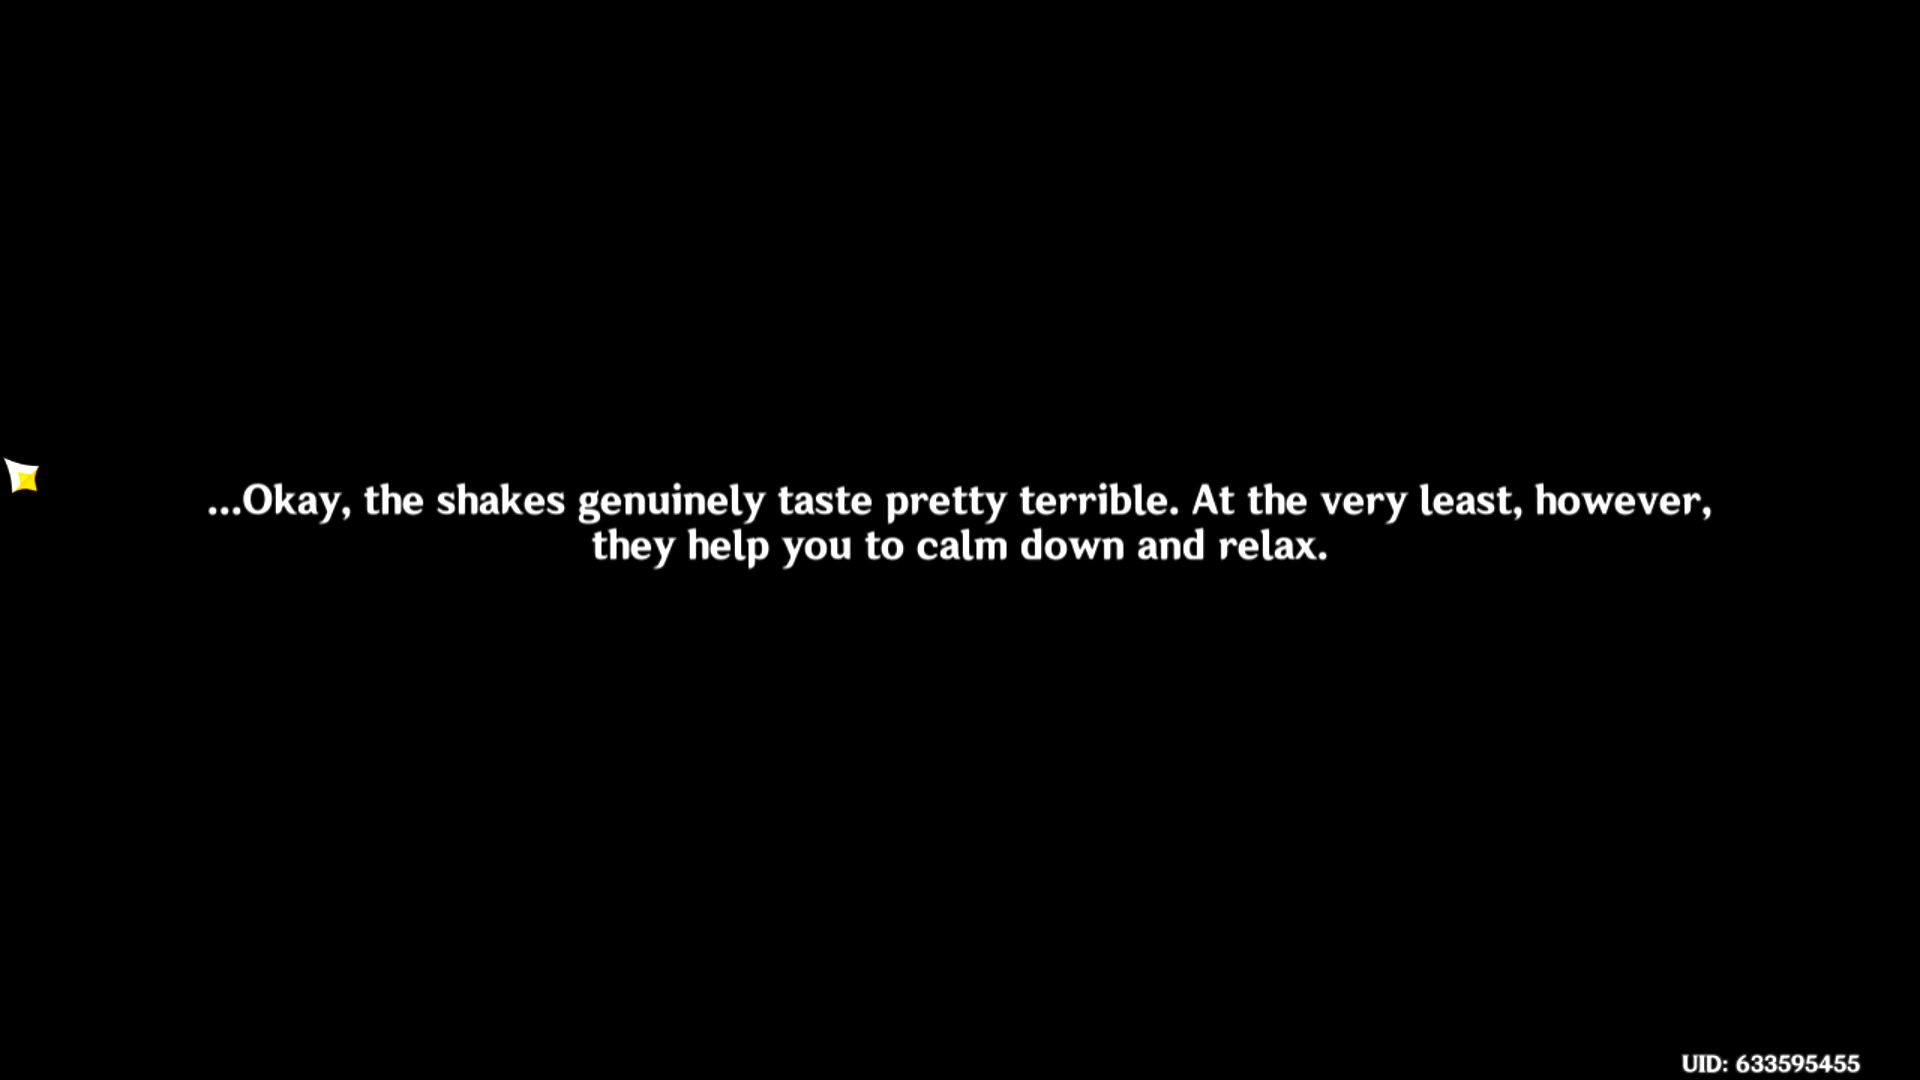 ...Okay, the shakes genuinely taste pretty terrible. At the very least, however,
they help you to calm down and relax.
UID: 633595455